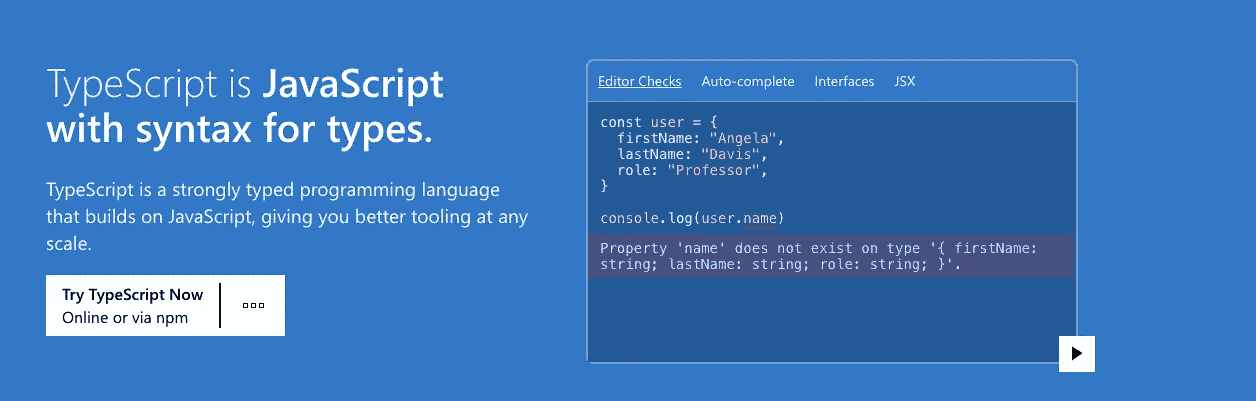 TypeScript is JavaScript
with syntax for types.
TypeScript is a strongly typed programming language
that builds on JavaScript, giving you better tooling at any
scale.
Try TypeScript Now
Online or via npm
Editor Checks Auto-complete Interfaces JSX
const user = {
  firstName: "Angela",
  lastName: "Davis",
  role: "Professor",
}
console.log(user.name)
Property 'name' does not exist on type '{ firstName:
string; lastName: string; role: string; }'.